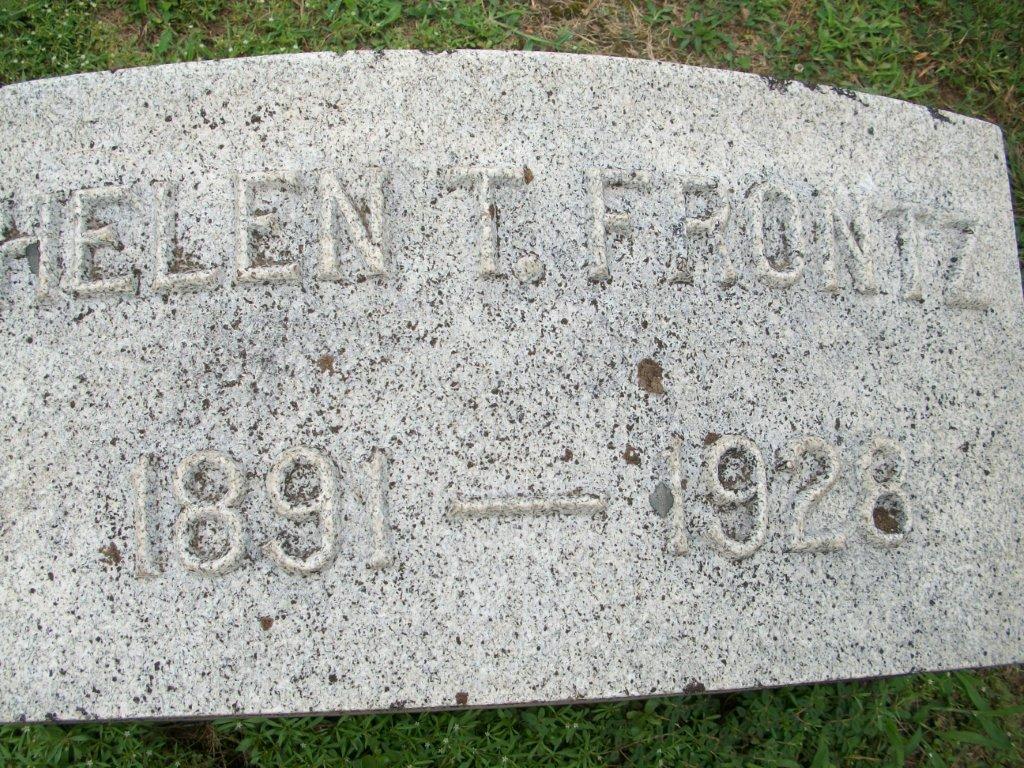 HELEN T. FRONTZ
1891 — 1928